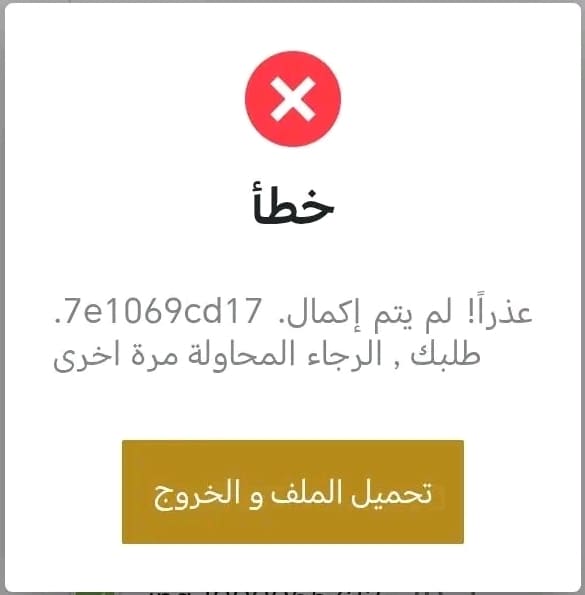 خطأ
عذراً! لم يتم إكمال. 7e1069cd17.
طلبك , الرجاء المحاولة مرة اخرى
تحميل الملف و الخروج